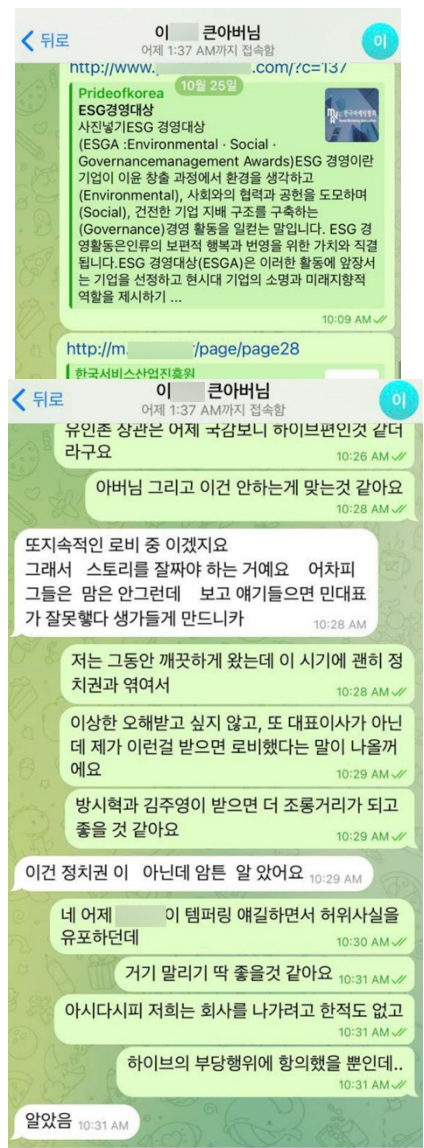 뒤로
이 큰아버님
어제 1:37 AM까지 접속함
이
http://www. .com/?c=137
10월 25일
Prideofkorea
ESG경영대상
사진넣기ESG 경영대상
(ESGA :Environmental · Social ·
Governancemanagement Awards)ESG 경영이란
기업이 이윤 창출 과정에서 환경을 생각하고
(Environmental), 사회와의 협력과 공헌을 도모하며
(Social), 건전한 기업 지배 구조를 구축하는
(Governance)경영 활동을 일컫는 말입니다. ESG 경
영활동은인류의 보편적 행복과 번영을 위한 가치와 직결
됩니다.ESG 경영대상(ESGA)은 이러한 활동에 앞장서
는 기업을 선정하고 현시대 기업의 소명과 미래지향적
역할을 제시하기 ...
10:09 AM
http://m. /page/page28
한국서비스산업진흥원
뒤로
이 큰아버님
어제 1:37 AM까지 접속함
이
유인촌 장관은 어제 국감보니 하이브편인것 같더
라구요
10:26 AM
아버님 그리고 이건 안하는게 맞는것 같아요
10:28 AM
또지속적인 로비 중 이겠지요
그래서 스토리를 잘짜야 하는 거예요 어차피
그들은 맘은 안그런데 보고 얘기들으면 민대표
가 잘못했다 생가들게 만드니카
10:28 AM
저는 그동안 깨끗하게 왔는데 이 시기에 괜히 정
치권과 엮여서
10:28 AM
이상한 오해받고 싶지 않고, 또 대표이사가 아닌
데 제가 이런걸 받으면 로비했다는 말이 나올꺼
에요
10:29 AM
방시혁과 김주영이 받으면 더 조롱거리가 되고
좋을 것 같아요
10:29 AM
이건 정치권 이 아닌데 암튼 알 았어요 10:29 AM
네 어제 이 템퍼링 얘길하면서 허위사실을
유포하던데
10:30 AM
거기 말리기 딱 좋을것 같아요 10:31 AM
아시다시피 저희는 회사를 나가려고 한적도 없고
10:31 AM
하이브의 부당행위에 항의했을 뿐인데..
10:31 AM
알았음 10:31 AM